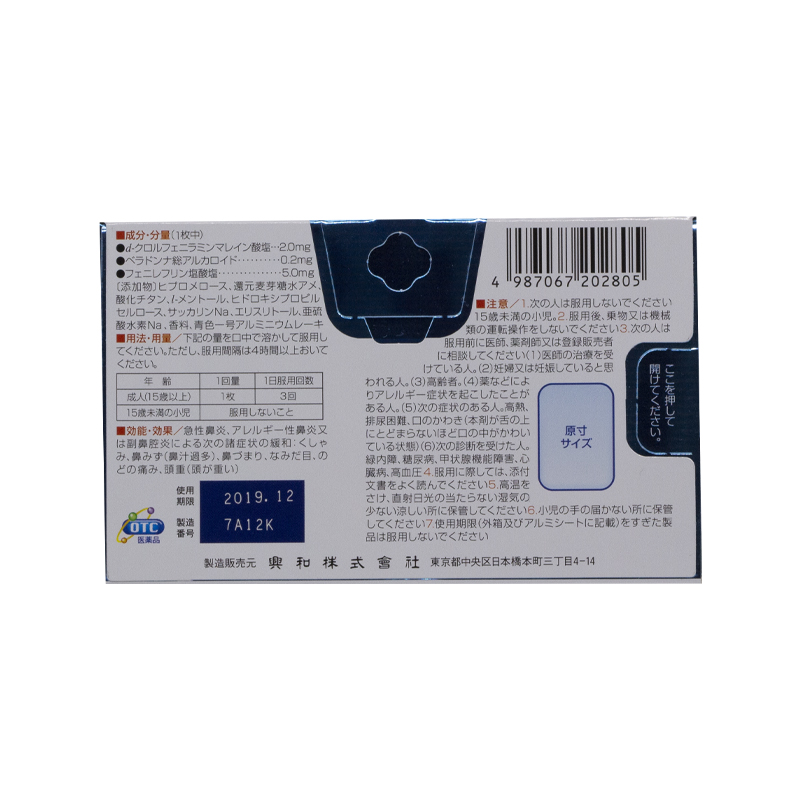 ■成分・分量(1枚中)
●d-クロルフェニラミンマレイン酸塩…2.0mg
●ベラドンナ総アルカロイド…………0.2mg
●フェニレフリン塩酸塩………………5.0mg
〔添加物〕ヒプロメロース、還元麦芽糖水アメ、
酸化チタン、l-メントール、ヒドロキシプロピル
セルロース、サッカリンNa、エリスリトール、亜硫
酸水素Na、香料、青色一号アルミニウムレーキ
■用法・用量/下記の量を口中で溶かして服用し
てください。ただし、服用間隔は4時間以上おいて
ください。
年 齢 1回量 1日服用回数
成人(15歳以上) 1枚 3回
15歳未満の小児 服用しないこと
■効能・効果/急性鼻炎、アレルギー性鼻炎又
は副鼻腔炎による次の諸症状の緩和:くしゃ
み、鼻みず(鼻汁過多)、鼻づまり、なみだ目、の
どの痛み、頭重(頭が重い)
使用
期限
2019.12
製造
番号
7A12K
OTC
医薬品
4 987067 202805
■注意/1.次の人は服用しないでください
15歳未満の小児。2.服用後、乗物又は機械
類の運転操作をしないでください3.次の人は
服用前に医師、薬剤師又は登録販売者
に相談してください(1)医師の治療を受
けている人。(2)妊婦又は妊娠していると思
われる人。(3)高齢者。(4)薬などによ
りアレルギー症状を起こしたことが
ある人。(5)次の症状のある人。高熱、
排尿困難、口のかわき(本剤が舌の上
にとどまらないほど口の中がかわい
ている状態)(6)次の診断を受けた人。
緑内障、糖尿病、甲状腺機能障害、心
臓病、高血圧4.服用に際しては、添付
文書をよく読んでください5.高温を
さけ、直射日光の当たらない湿気の
少ない涼しい所に保管してください6.小児の手の届かない所に保管
してください7.使用期限(外箱及びアルミシートに記載)をすぎた製
品は服用しないでください
原寸
サイズ
ここを押して
開けてください。
製造販売元 興和株式會社 東京都中央区日本橋本町三丁目4-14